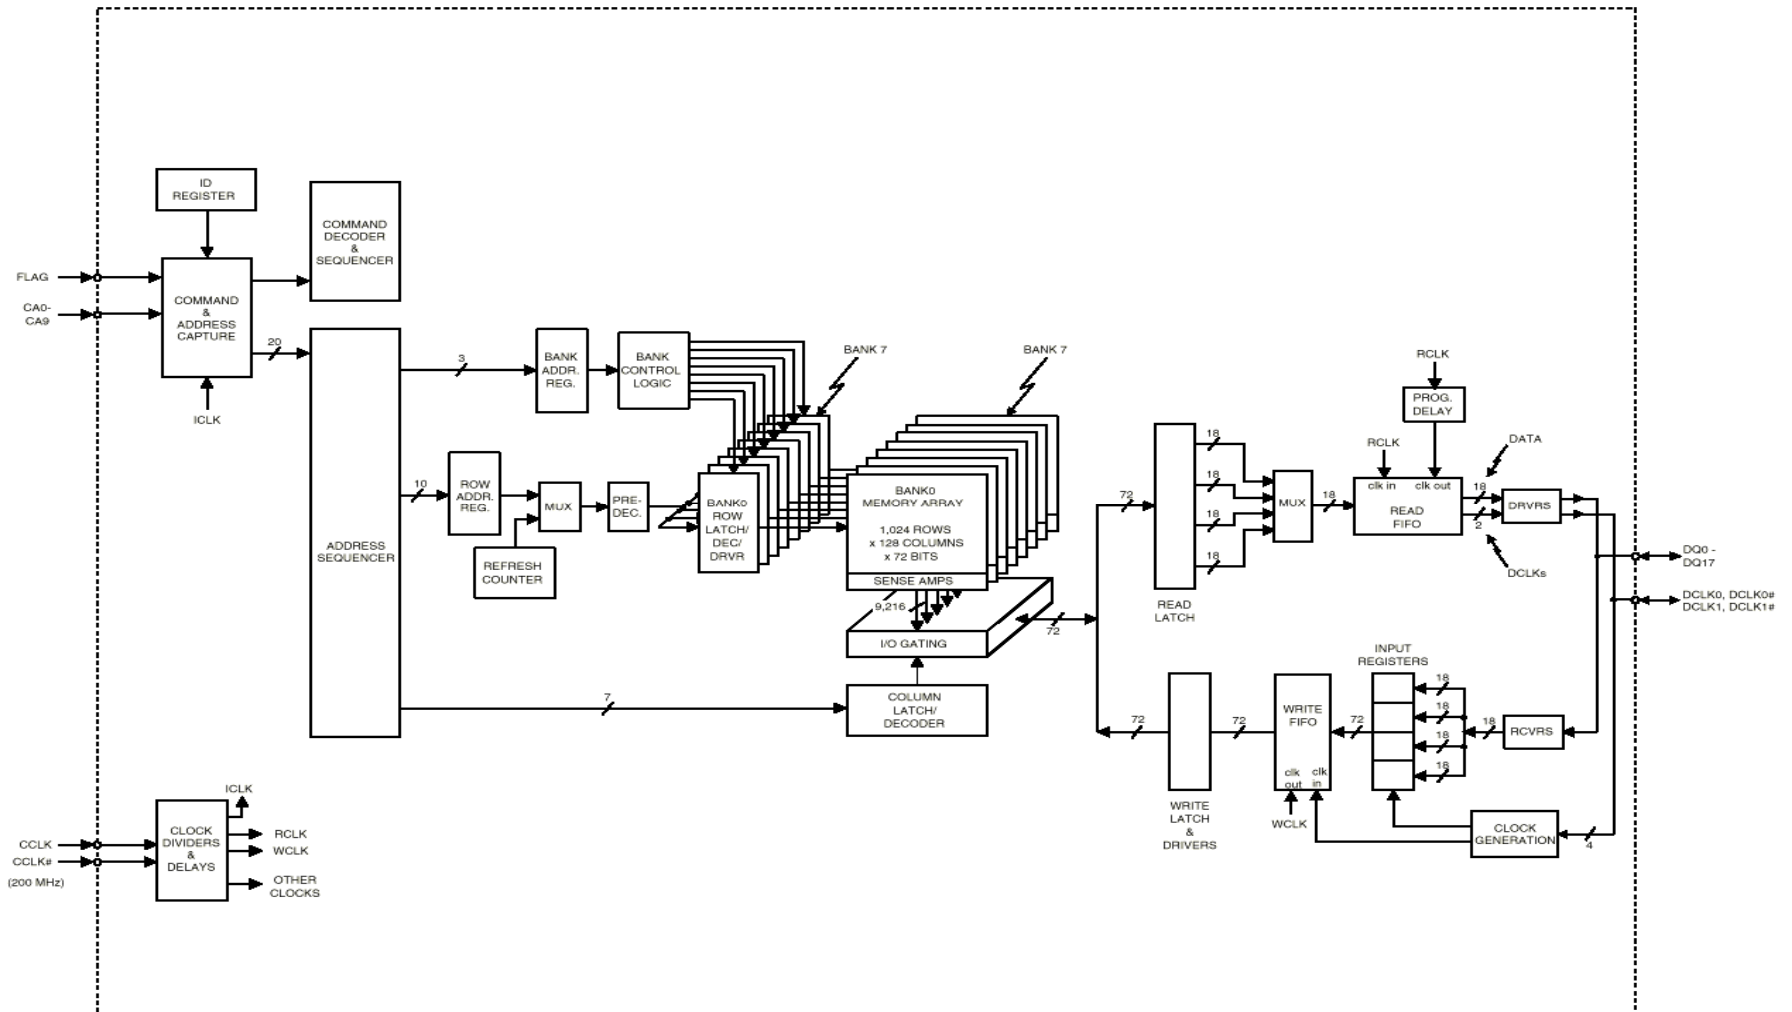 ID
REGISTER
COMMAND
DECODER
&
SEQUENCER
FLAG
CA0-
CA9
COMMAND
&
ADDRESS
CAPTURE
20
ICLK
ADDRESS
SEQUENCER
3
BANK
ADDR.
REG.
BANK
CONTROL
LOGIC
BANK 7
BANK 7
10
ROW
ADDR.
REG.
MUX
PRE-
DEC.
REFRESH
COUNTER
BANK0
ROW
LATCH/
DEC/
DRVR
BANK0
MEMORY ARRAY
1,024 ROWS
x 128 COLUMNS
x 72 BITS
SENSE AMPS
9,216
I/O GATING
72
7
COLUMN
LATCH/
DECODER
72
18
18
18
18
READ
LATCH
MUX
18
RCLK
PROG.
DELAY
RCLK
clk in
clk out
READ
FIFO
DATA
18
2
DCLKs
DRVRS
DQ0 -
DQ17
DCLK0, DCLK0#
DCLK1, DCLK1#
INPUT
REGISTERS
18
18
18
18
18
RCVRS
72
WRITE
FIFO
clk
out
clk
in
WCLK
72
72
WRITE
LATCH
&
DRIVERS
CLOCK
GENERATION
4
CCLK
CCLK#
(200 MHz)
CLOCK
DIVIDERS
&
DELAYS
ICLK
RCLK
WCLK
OTHER
CLOCKS